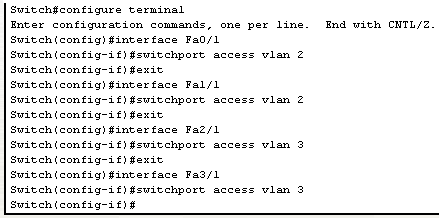 Switch#configure terminal
Enter configuration commands, one per line.  End with CNTL/Z.
Switch(config)#interface Fa0/1
Switch(config-if)#switchport access vlan 2
Switch(config-if)#exit
Switch(config)#interface Fa1/1
Switch(config-if)#switchport access vlan 2
Switch(config-if)#exit
Switch(config)#interface Fa2/1
Switch(config-if)#switchport access vlan 3
Switch(config-if)#exit
Switch(config)#interface Fa3/1
Switch(config-if)#switchport access vlan 3
Switch(config-if)#